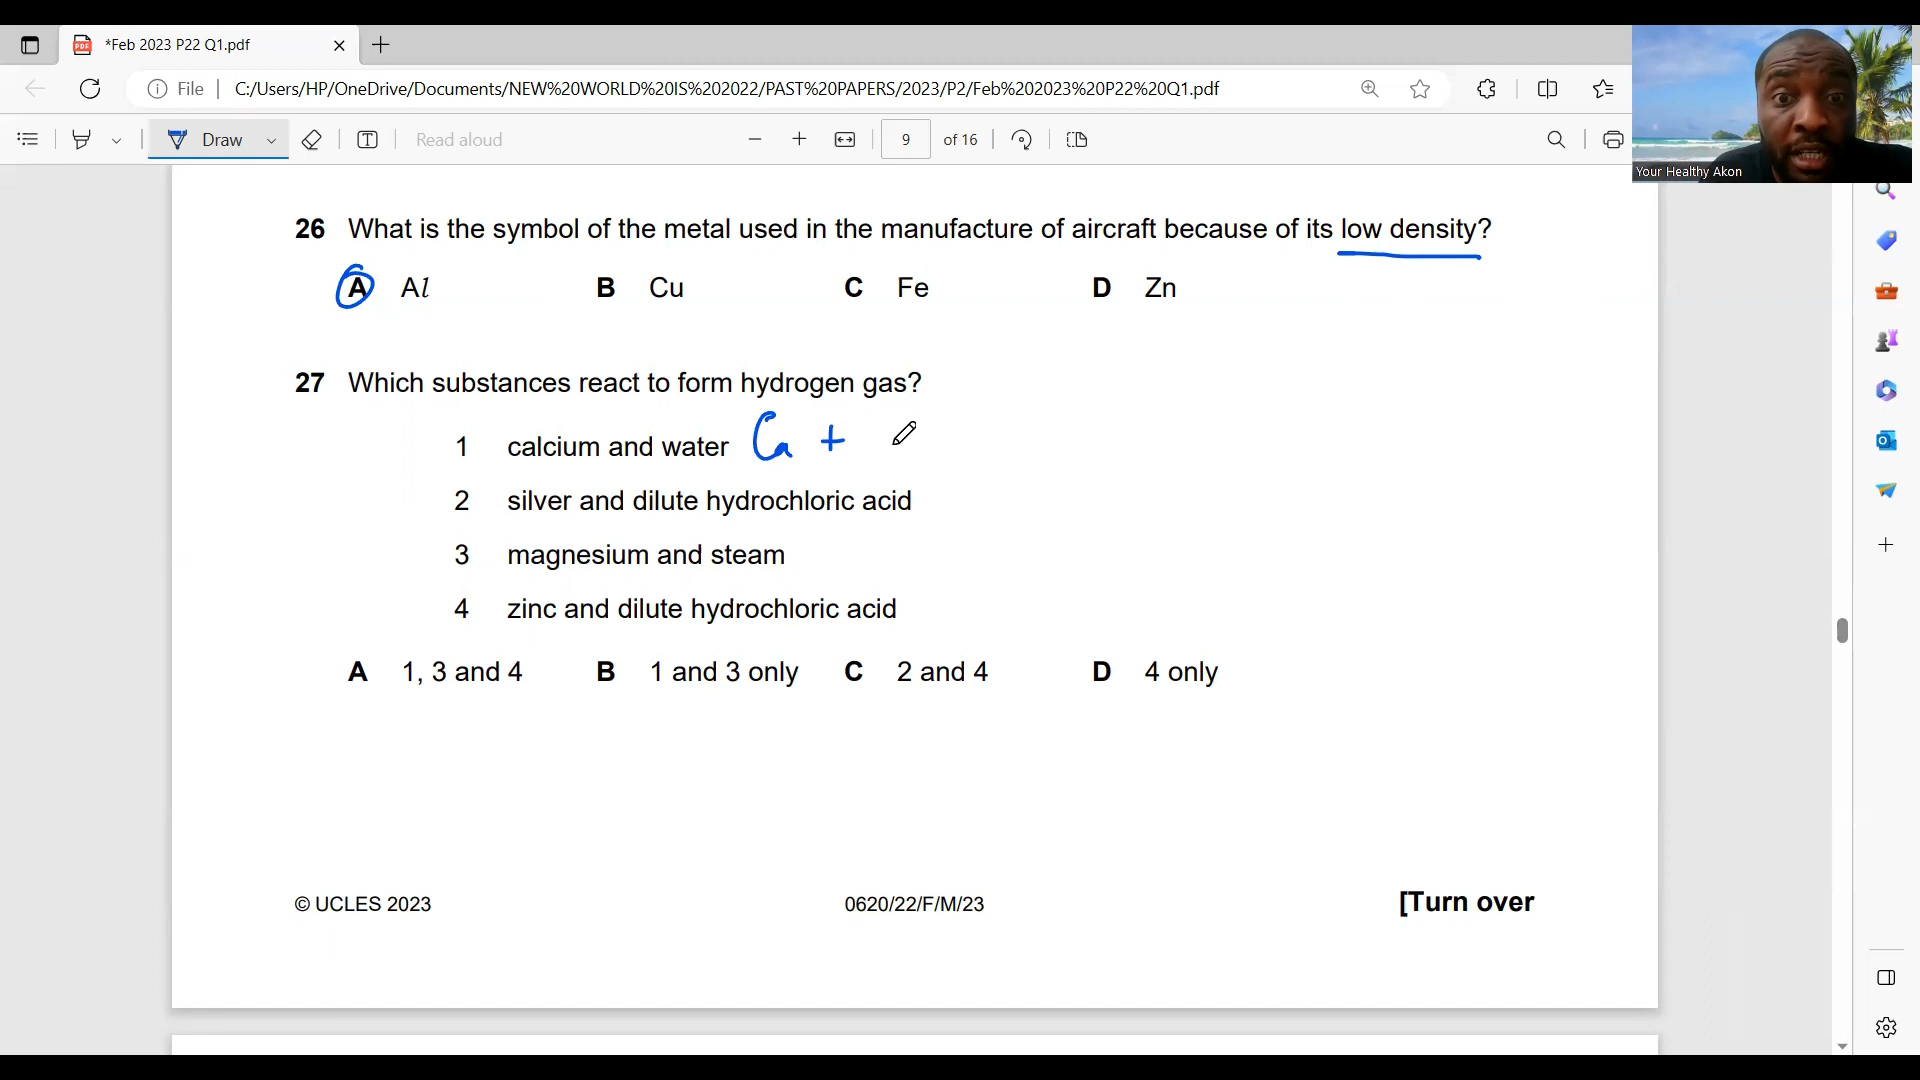 *Feb 2023 P22 Q1.pdf
File C:/Users/HP/OneDrive/Documents/NEW%20WORLD%20IS%202022/PAST%20PAPERS/2023/P2/Feb%202023%20P22%20Q1.pdf
Draw Read aloud 9 of 16
Your Healthy Akon
26 What is the symbol of the metal used in the manufacture of aircraft because of its low density?
A Al B Cu C Fe D Zn
27 Which substances react to form hydrogen gas?
1 calcium and water Ca +
2 silver and dilute hydrochloric acid
3 magnesium and steam
4 zinc and dilute hydrochloric acid
A 1, 3 and 4 B 1 and 3 only C 2 and 4 D 4 only
© UCLES 2023 0620/22/F/M/23 [Turn over